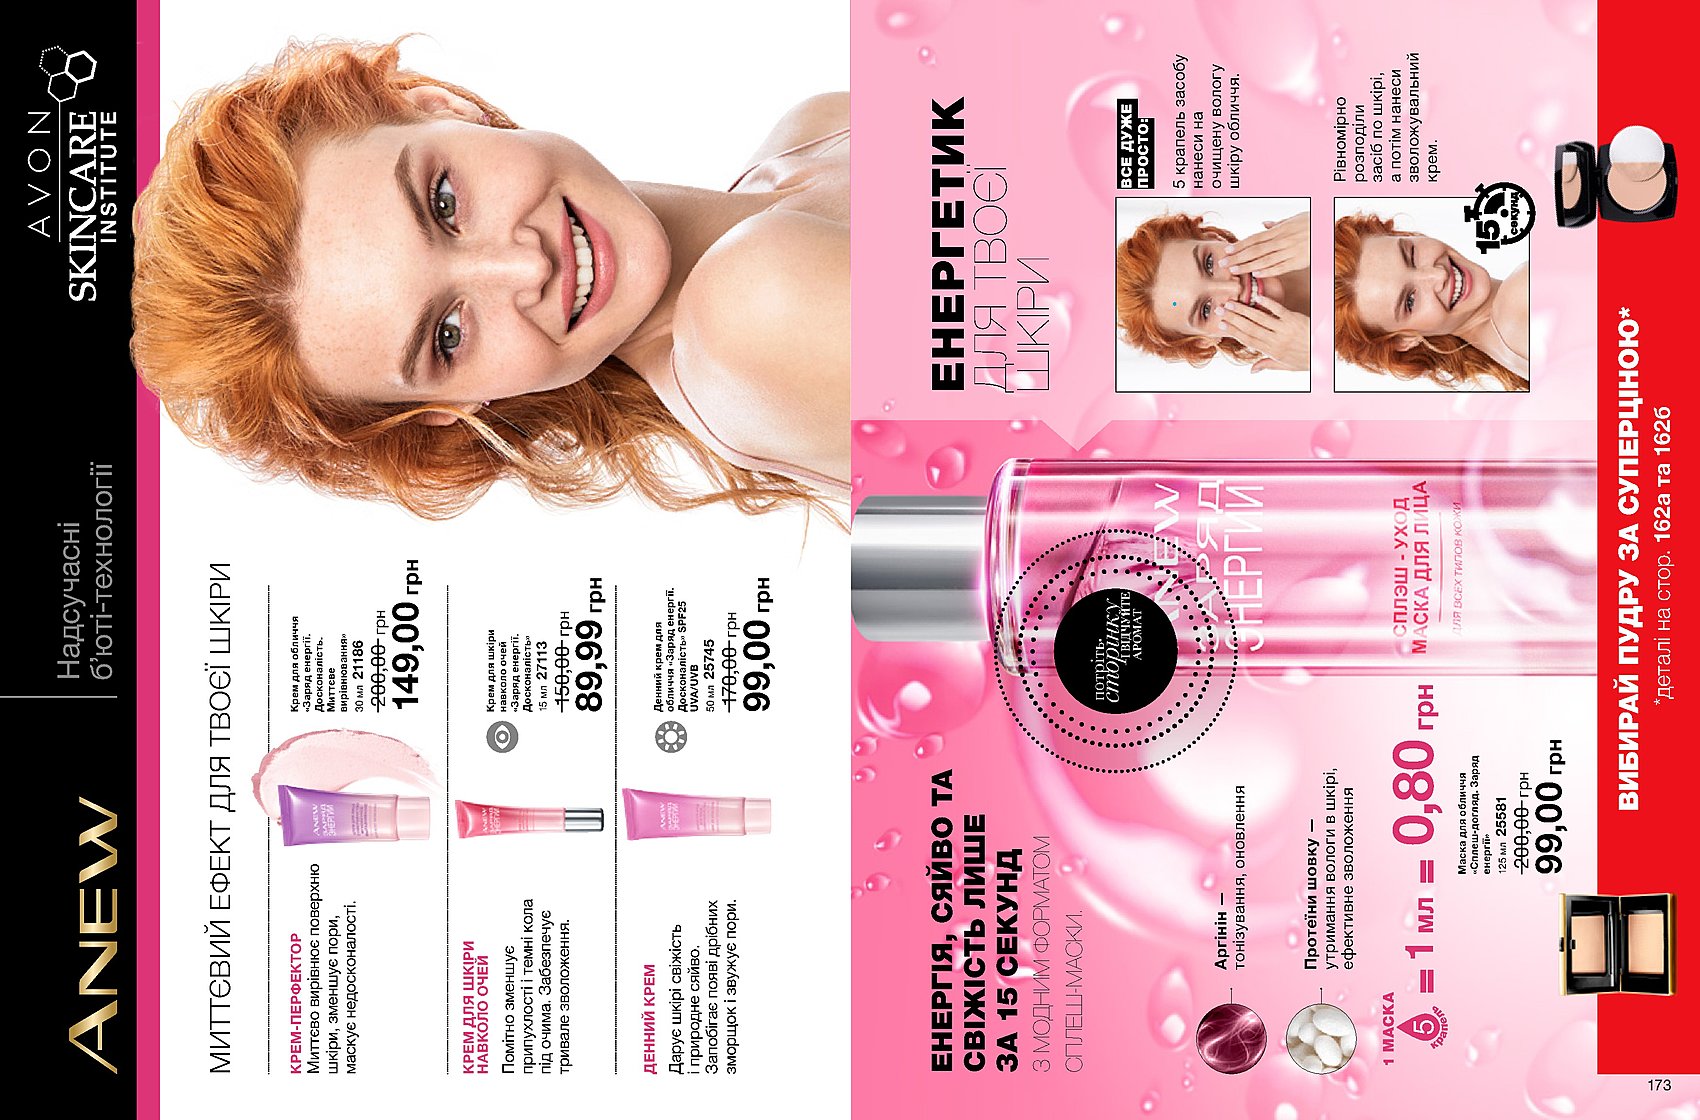 ANEW
Надсучасні
б’юті-технології
AVON
SKINCARE
INSTITUTE
МИТТЄВИЙ ЕФЕКТ ДЛЯ ТВОЄЇ ШКІРИ
КРЕМ-ПЕРФЕКТОР
Миттєво вирівнює поверхню
шкіри, зменшує пори,
маскує недосконалості.
ANEW
ЗАРЯД
ЭНЕРГИИ
Крем для обличчя
«Заряд енергії.
Досконалість.
Миттєве
вирівнювання»
30 мл 21186
200,00 грн
149,00 грн
КРЕМ ДЛЯ ШКІРИ
НАВКОЛО ОЧЕЙ
Помітно зменшує
припухлості і темні кола
під очима. Забезпечує
тривале зволоження.
ANEW
ЗАРЯД
ЭНЕРГИИ
Крем для шкіри
навколо очей
«Заряд енергії.
Досконалість»
15 мл 27113
150,00 грн
89,99 грн
ДЕННИЙ КРЕМ
Дарує шкірі свіжість
і природне сяйво.
Запобігає появі дрібних
зморщок і звужує пори.
ANEW
ЗАРЯД
ЭНЕРГИИ
Денний крем для
обличчя «Заряд енергії.
Досконалість» SPF25
UVA/UVB
50 мл 25745
170,00 грн
99,00 грн
ЕНЕРГІЯ, СЯЙВО ТА
СВІЖІСТЬ ЛИШЕ
ЗА 15 СЕКУНД
З МОДНИМ ФОРМАТОМ
СПЛЕШ-МАСКИ.
Аргінін —
тонізування, оновлення
Протеїни шовку —
утримання вологи в шкірі,
ефективне зволоження
1 МАСКА
5
крапель
= 1 мл = 0,80 грн
Маска для обличчя
«Сплеш-догляд. Заряд
енергії»
125 мл 25581
200,00 грн
99,00 грн
ПОТРІТЬ
сторінку
ТА ВІДЧУЙТЕ
АРОМАТ
ANEW
ЗАРЯД
ЭНЕРГИИ
СПЛЭШ - УХОД
МАСКА ДЛЯ ЛИЦА
ДЛЯ ВСЕХ ТИПОВ КОЖИ
ЕНЕРГЕТИК
ДЛЯ ТВОЄЇ
ШКІРИ
ВСЕ ДУЖЕ
ПРОСТО:
5 крапель засобу
нанеси на
очищену вологу
шкіру обличчя.
Рівномірно
розподіли
засіб по шкірі,
а потім нанеси
зволожувальний
крем.
15
секунд
ВИБИРАЙ ПУДРУ ЗА СУПЕРЦІНОЮ*
*деталі на стор. 162а та 162б
173